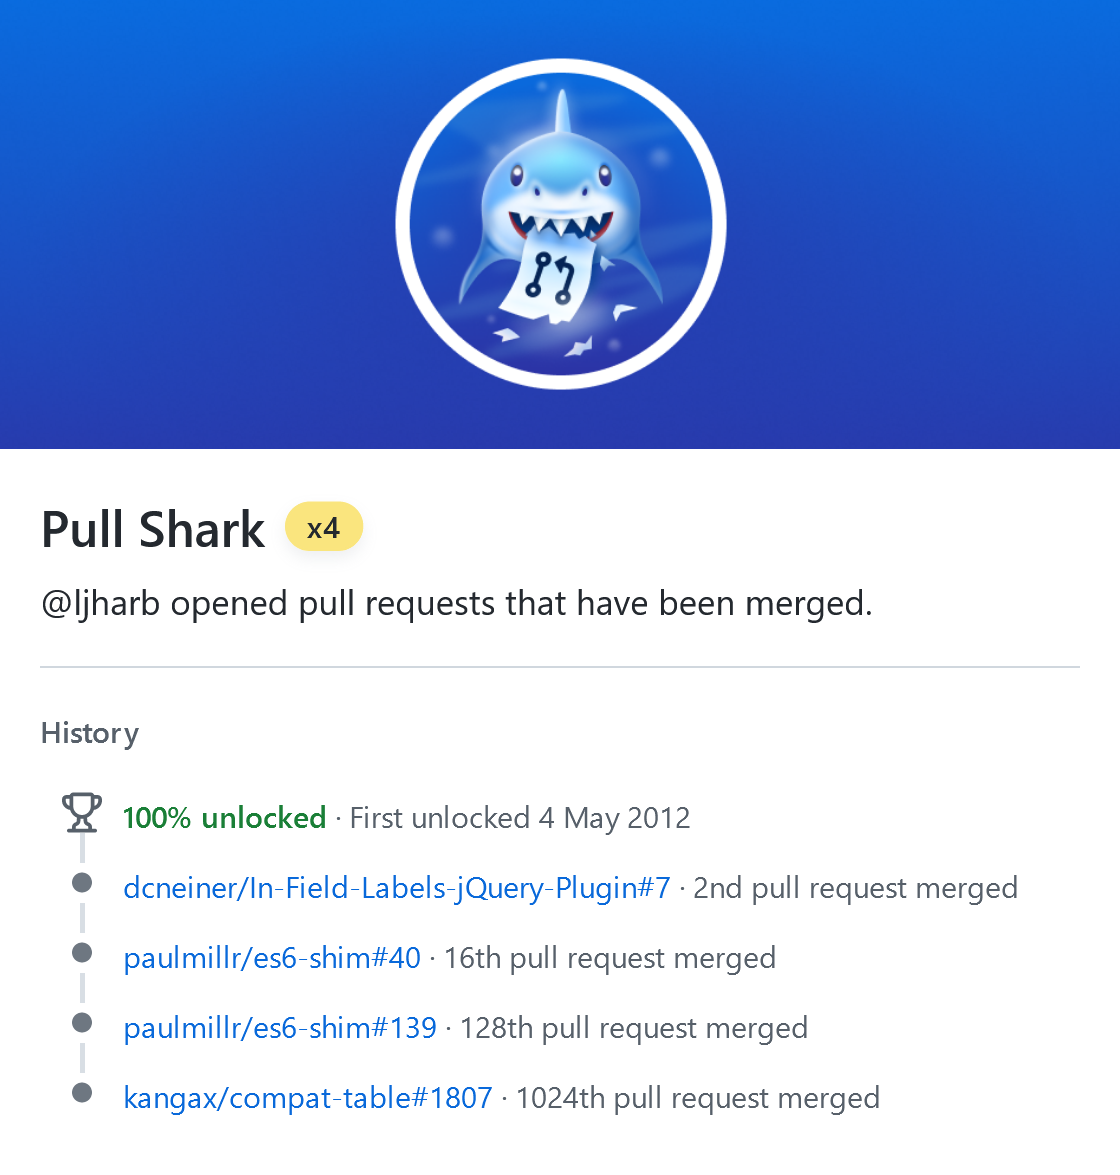 Pull Shark x4
@ljharb opened pull requests that have been merged.
History
100% unlocked · First unlocked 4 May 2012
dcneiner/In-Field-Labels-jQuery-Plugin#7 · 2nd pull request merged
paulmillr/es6-shim#40 · 16th pull request merged
paulmillr/es6-shim#139 · 128th pull request merged
kangax/compat-table#1807 · 1024th pull request merged